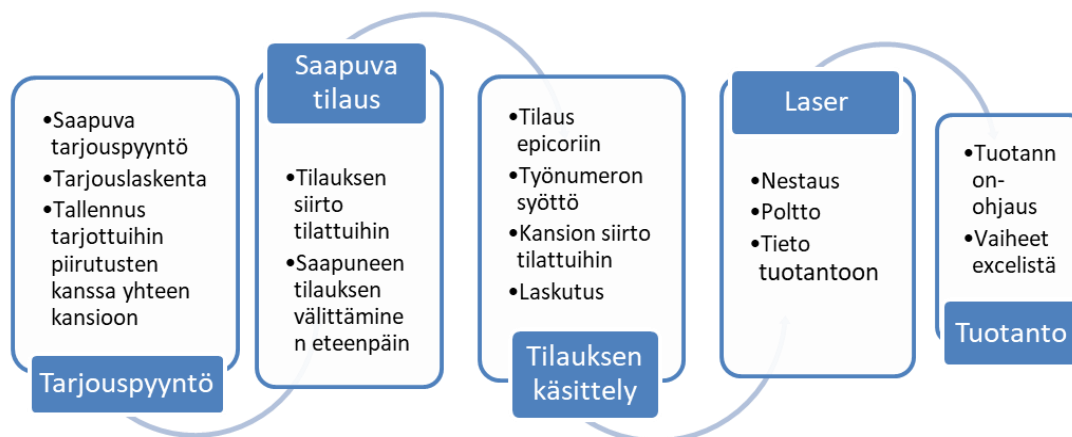 •Saapuva
tarjouspyyntö
•Tarjouslaskenta
•Tallennus
tarjottuihin
piirutusten
kanssa yhteen
kansioon
Tarjouspyyntö
Saapuva
tilaus
•Tilauksen
siirto
tilattuihin
•Saapuneen
tilauksen
välittämine
n eteenpäin
•Tilaus
epicoriin
•Työnumeron
syöttö
•Kansion siirto
tilattuihin
•Laskutus
Tilauksen
käsittely
Laser
•Nestaus
•Poltto
•Tieto
tuotantoon
•Tuotann
on-
ohjaus
•Vaiheet
excelistä
Tuotanto